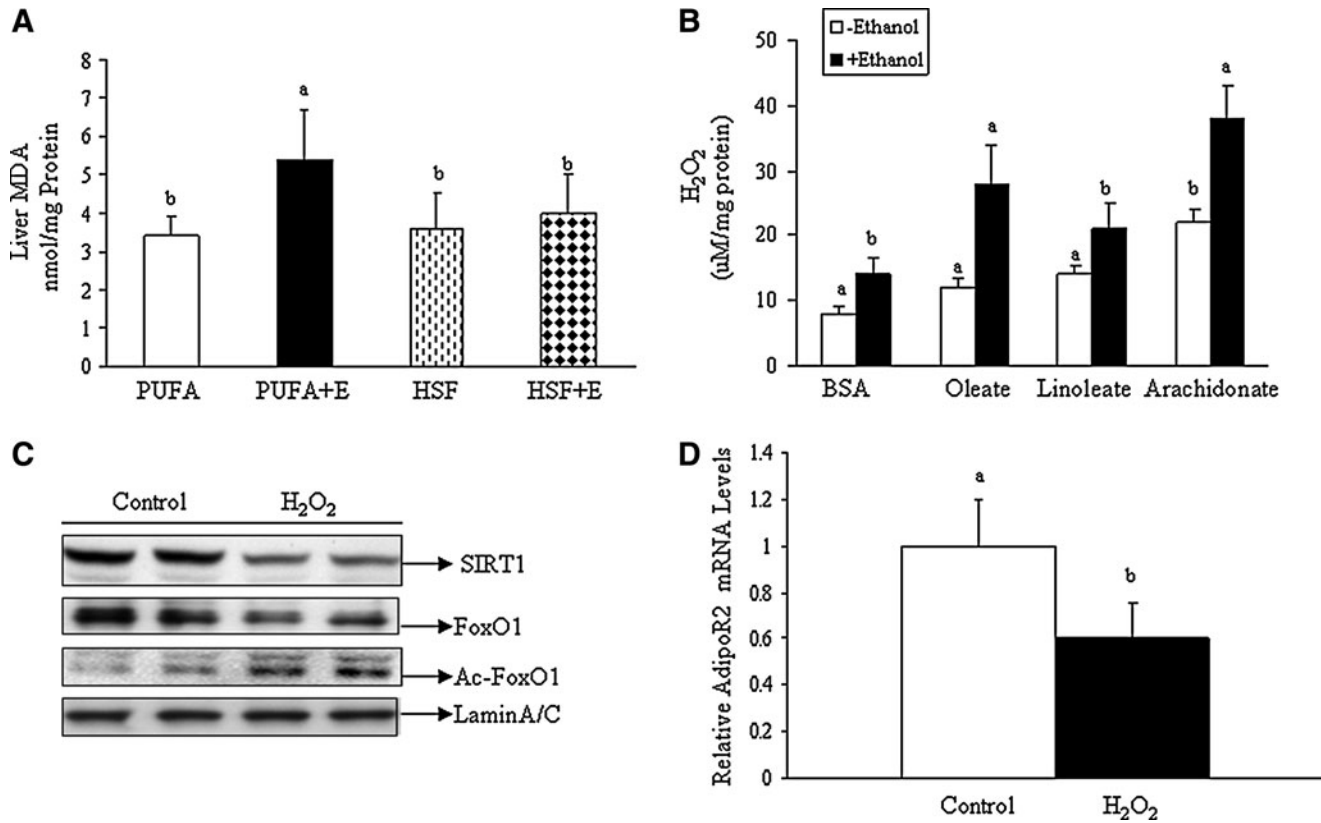 A
Liver MDA
nmol/mg Protein
8
7
6
5
4
3
2
1
0
b
a
b
b
PUFA
PUFA+E
HSF
HSF+E
B
H₂O₂
(uM/mg protein)
-Ethanol
+Ethanol
50
40
30
20
10
0
a
b
a
a
a
b
b
a
BSA
Oleate
Linoleate
Arachidonate
C
Control
H₂O₂
SIRT1
FoxO1
Ac-FoxO1
LaminA/C
D
Relative AdipoR2 mRNA Levels
1.4
1.2
1
0.8
0.6
0.4
0.2
0
a
b
Control
H₂O₂